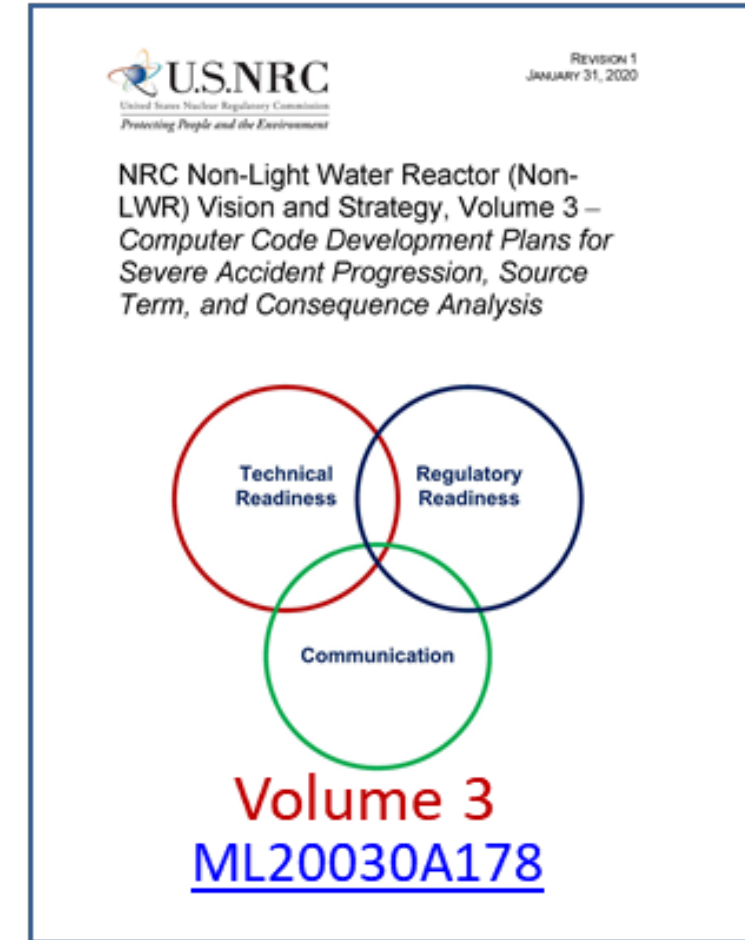 U.S.NRC
United States Nuclear Regulatory Commission
Protecting People and the Environment
REVISION 1
JANUARY 31, 2020
NRC Non-Light Water Reactor (Non-
LWR) Vision and Strategy, Volume 3 –
Computer Code Development Plans for
Severe Accident Progression, Source
Term, and Consequence Analysis
Technical
Readiness
Regulatory
Readiness
Communication
Volume 3
ML20030A178